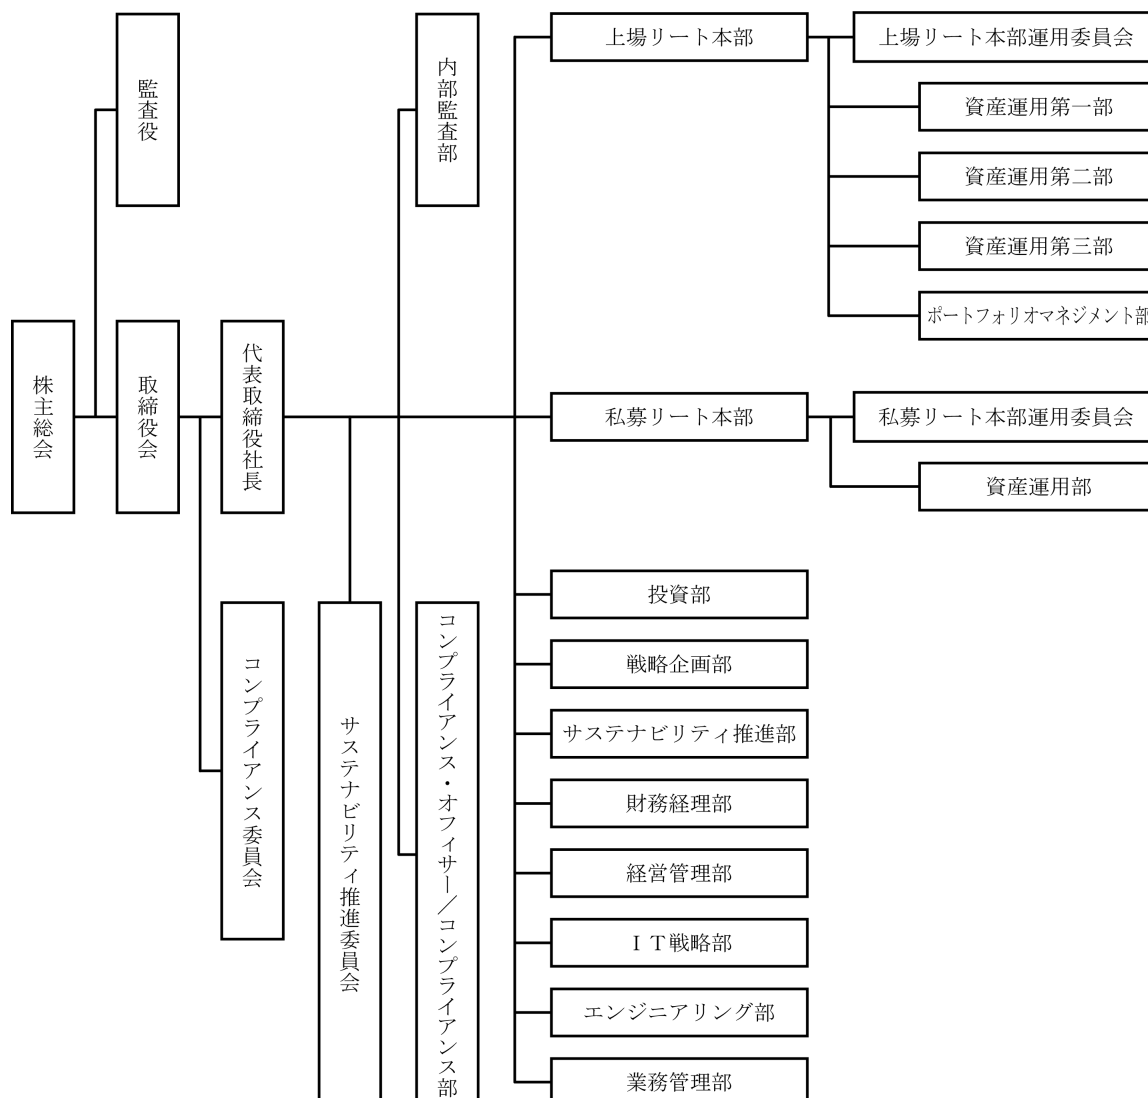 株主総会
監査役
取締役会
代表取締役社長
コンプライアンス委員会
サステナビリティ推進委員会
内部監査部
コンプライアンス・オフィサー／コンプライアンス部
上場リート本部
上場リート本部運用委員会
資産運用第一部
資産運用第二部
資産運用第三部
ポートフォリオマネジメント部
私募リート本部
私募リート本部運用委員会
資産運用部
投資部
戦略企画部
サステナビリティ推進部
財務経理部
経営管理部
ＩＴ戦略部
エンジニアリング部
業務管理部